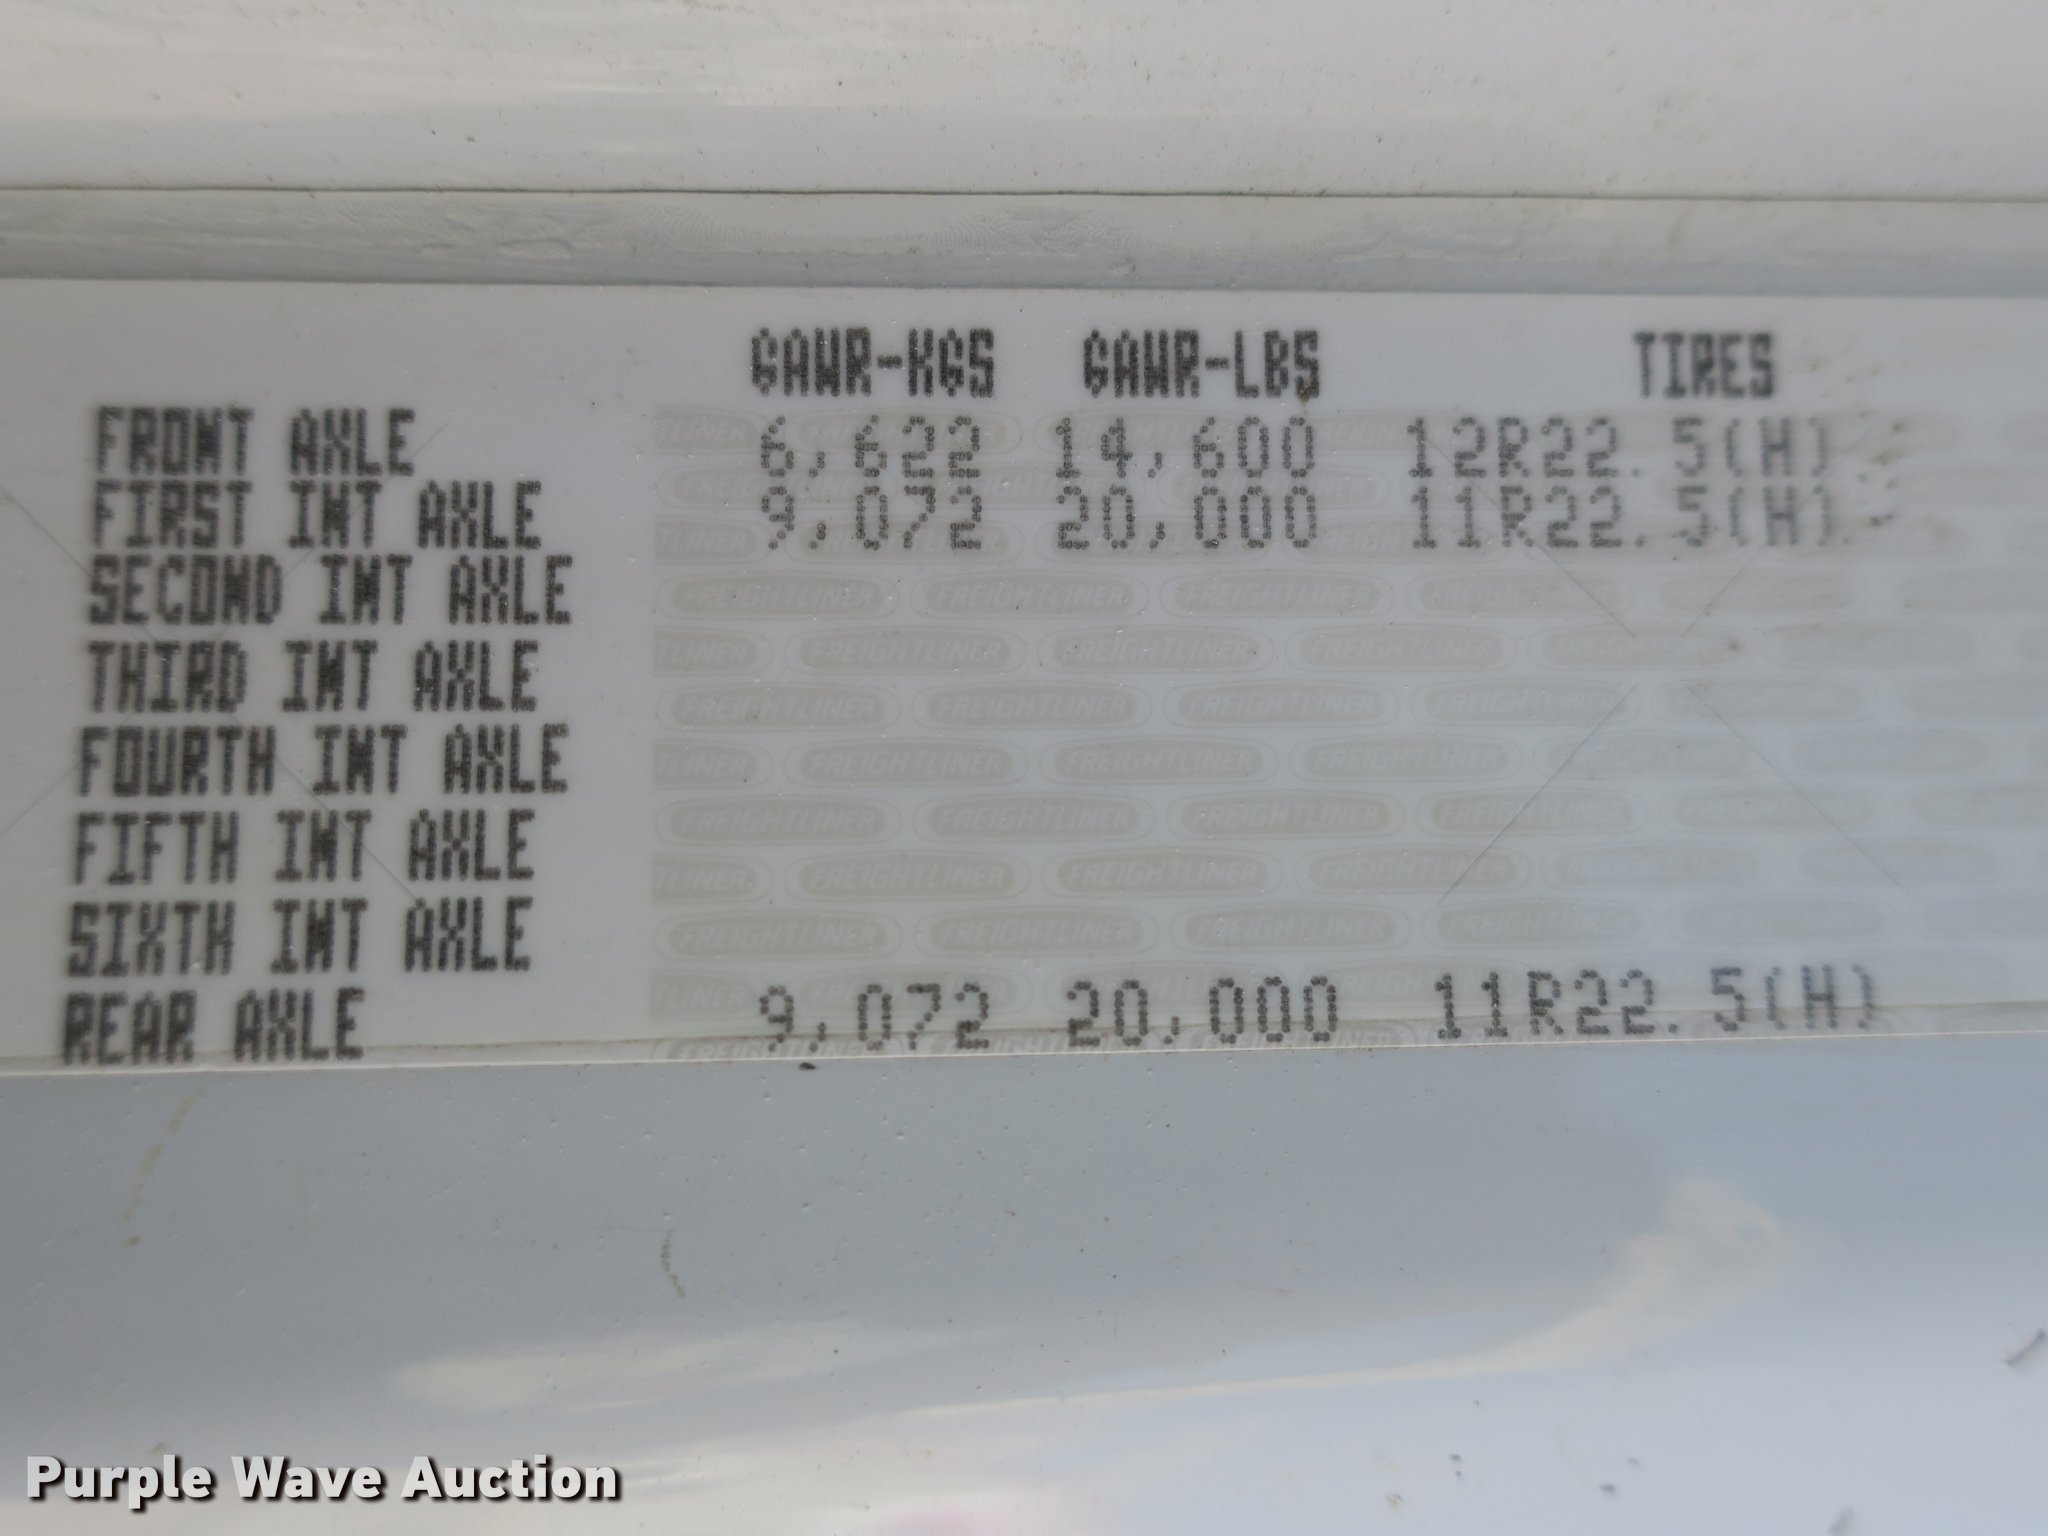 GAWR-KGS GAWR-LBS TIRES
FRONT AXLE 6,622 14,600 12R22.5(H)
FIRST INT AXLE 9,072 20,000 11R22.5(H)
SECOND INT AXLE
THIRD INT AXLE
FOURTH INT AXLE
FIFTH INT AXLE
SIXTH INT AXLE
REAR AXLE 9,072 20,000 11R22.5(H)
FREIGHTLINER
Purple Wave Auction